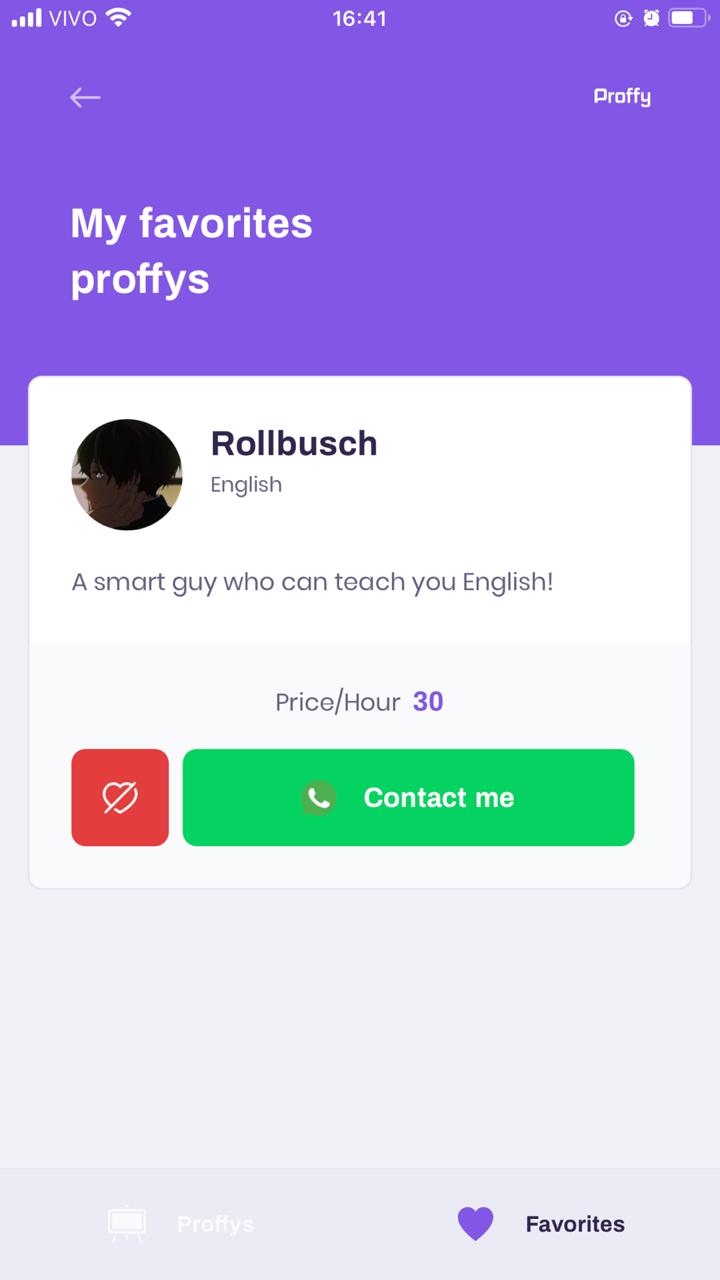 VIVO 16:41
Proffy
My favorites
proffys
Rollbusch
English
A smart guy who can teach you English!
Price/Hour 30
Contact me
Proffys Favorites